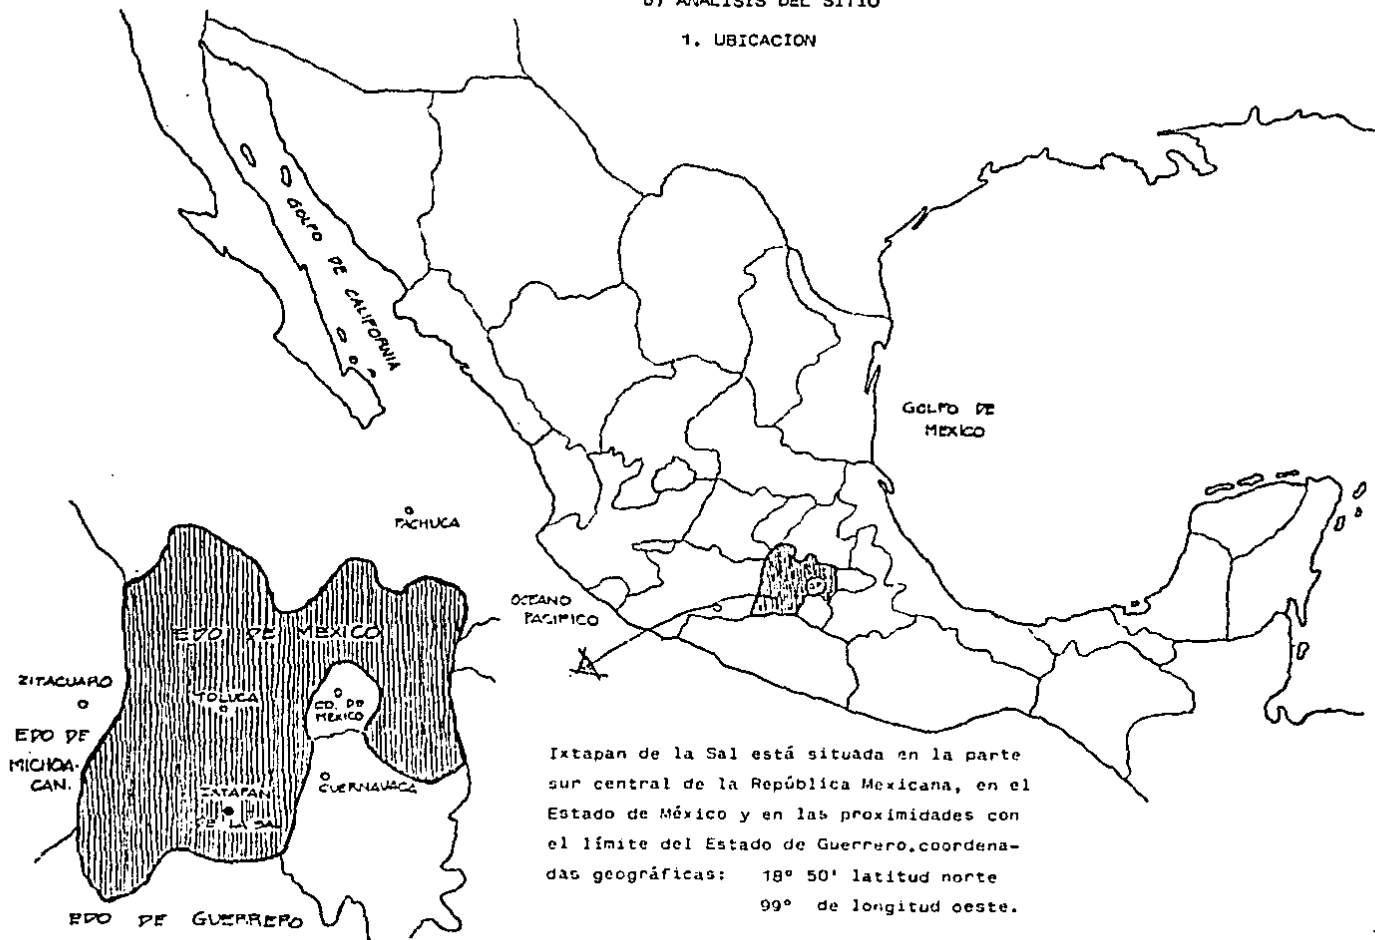 b) ANALISIS DEL SITIO
1. UBICACION
GOLFO DE CALIFORNIA
GOLFO DE
MEXICO
PACHUCA
OCEANO
PACIFICO
EDO DE MEXICO
ZITACUARO
TOLUCA
CD. DE
MEXICO
EDO DE
MICHOA-
CAN.
CUERNAVACA
IXTAPAN
DE LA SAL
EDO DE GUERRERO
Ixtapan de la Sal está situada en la parte
sur central de la República Mexicana, en el
Estado de México y en las proximidades con
el límite del Estado de Guerrero.coordena-
das geográficas: 18° 50' latitud norte
99° de longitud oeste.